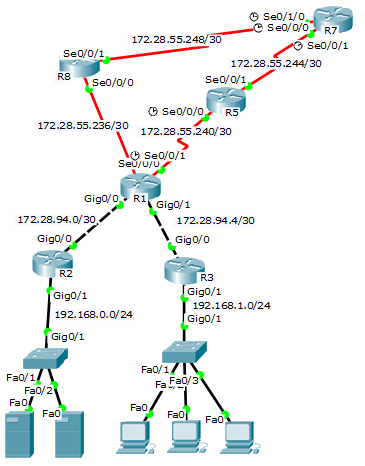 Se0/1/0
R7
Se0/0/0
172.28.55.248/30
Se0/0/1
Se0/0/1
R8
172.28.55.244/30
Se0/0/0
Se0/0/1
Se0/0/0
R5
172.28.55.236/30
172.28.55.240/30
Se0/0/1
Se0/0/0
R1
Gig0/0
Gig0/1
172.28.94.0/30
172.28.94.4/30
Gig0/0
Gig0/0
R2
R3
Gig0/1
Gig0/1
192.168.0.0/24
192.168.1.0/24
Gig0/1
Gig0/1
Fa0/1
Fa0/2
Fa0/1
Fa0/3
Fa0
Fa0
Fa0
Fa0
Fa0